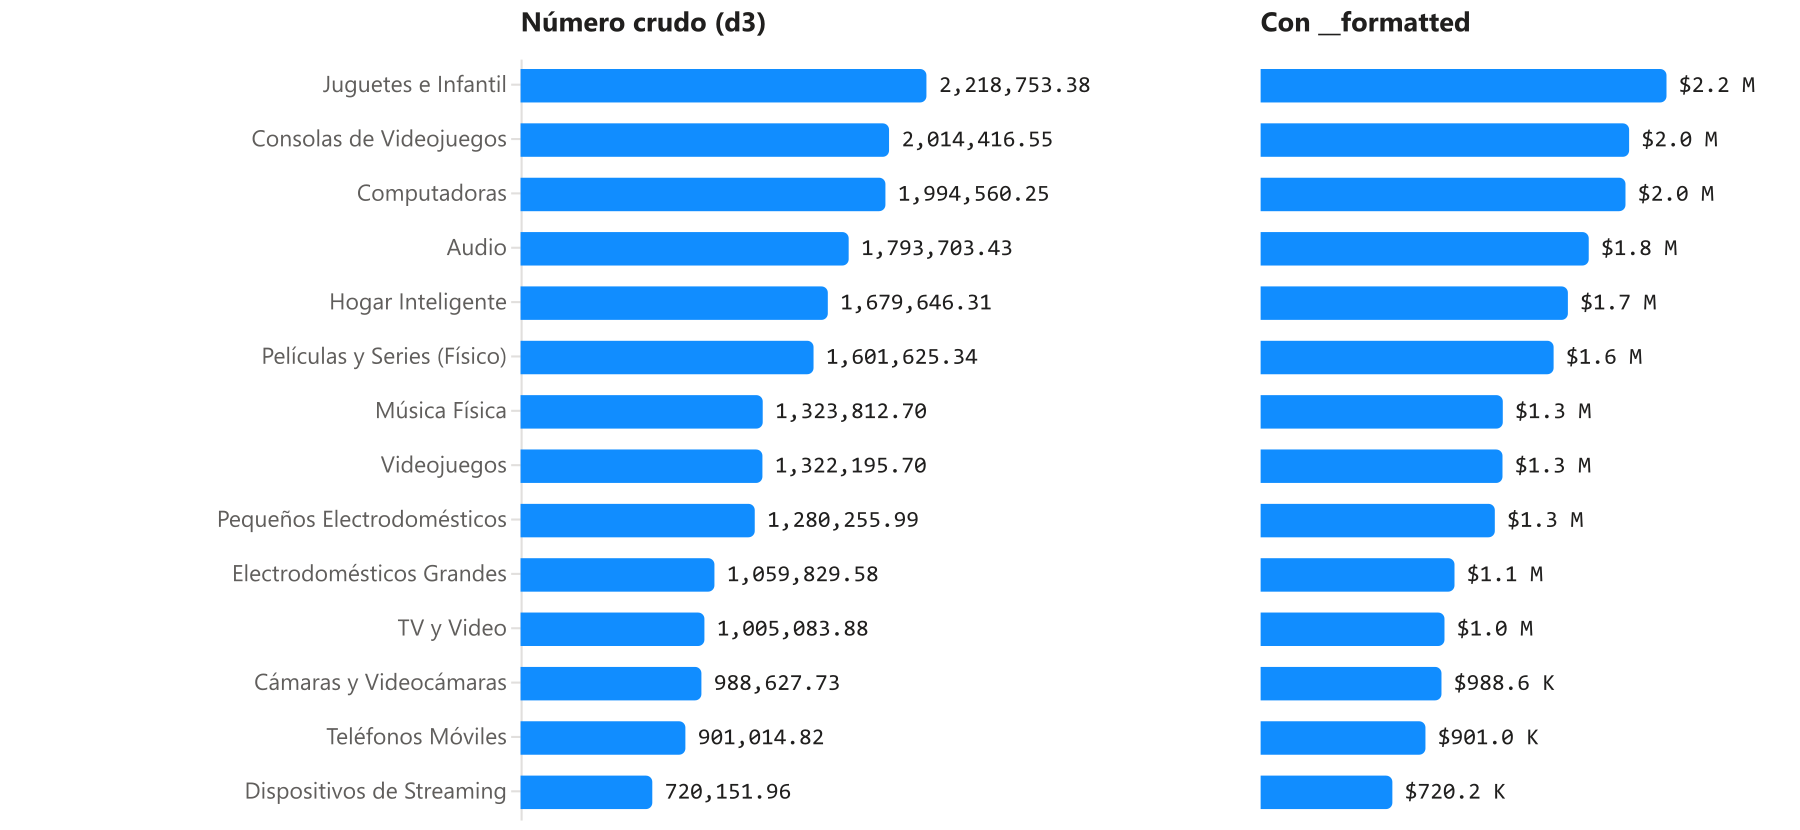 Número crudo (d3) Con __formatted
Juguetes e Infantil 2,218,753.38 $2.2 M
Consolas de Videojuegos 2,014,416.55 $2.0 M
Computadoras 1,994,560.25 $2.0 M
Audio 1,793,703.43 $1.8 M
Hogar Inteligente 1,679,646.31 $1.7 M
Películas y Series (Físico) 1,601,625.34 $1.6 M
Música Física 1,323,812.70 $1.3 M
Videojuegos 1,322,195.70 $1.3 M
Pequeños Electrodomésticos 1,280,255.99 $1.3 M
Electrodomésticos Grandes 1,059,829.58 $1.1 M
TV y Video 1,005,083.88 $1.0 M
Cámaras y Videocámaras 988,627.73 $988.6 K
Teléfonos Móviles 901,014.82 $901.0 K
Dispositivos de Streaming 720,151.96 $720.2 K